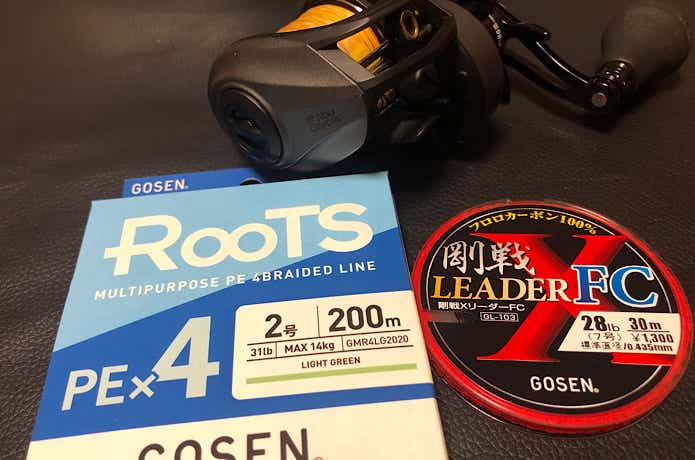 GOSEN®
RooTS
MULTIPURPOSE PE 4BRAIDED LINE
2号 200m
31lb MAX 14kg GMR4LG2020
LIGHT GREEN
PE×4
GOSEN
フロロカーボン100%
X
剛戦
LEADER FC
剛戦Xリーダー FC
GL-103
28lb 30m
(7号) ¥1,300
標準直径/0.435mm
GOSEN®